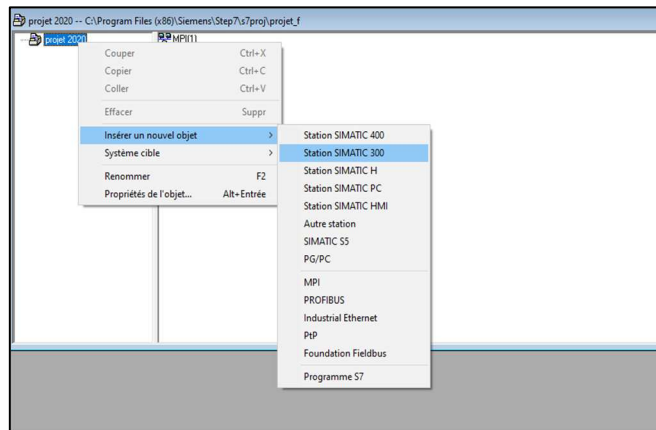 projet 2020 -- C:\Program Files (x86)\Siemens\Step7\s7proj\projet_f
projet 2020
MPI(1)
Couper Ctrl+X
Copier Ctrl+C
Coller Ctrl+V
Effacer Suppr
Insérer un nouvel objet >
Système cible >
Renommer F2
Propriétés de l'objet... Alt+Entrée
Station SIMATIC 400
Station SIMATIC 300
Station SIMATIC H
Station SIMATIC PC
Station SIMATIC HMI
Autre station
SIMATIC S5
PG/PC
MPI
PROFIBUS
Industrial Ethernet
PtP
Foundation Fieldbus
Programme S7